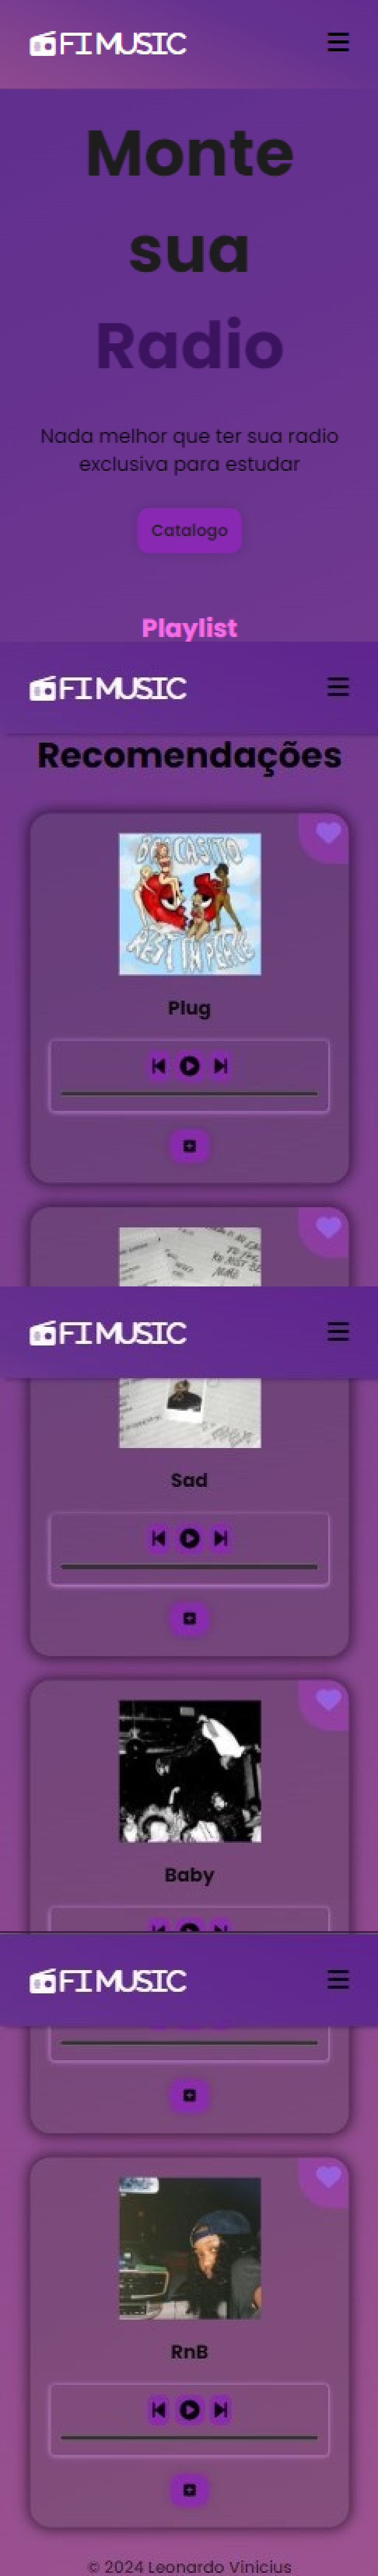 FI MUSIC
Monte
sua
Radio
Nada melhor que ter sua radio
exclusiva para estudar
Catalogo
Playlist
FI MUSIC
Recomendações
REST IN PEACE
Plug
FI MUSIC
Sad
Baby
FI MUSIC
RnB
© 2024 Leonardo Vinicius